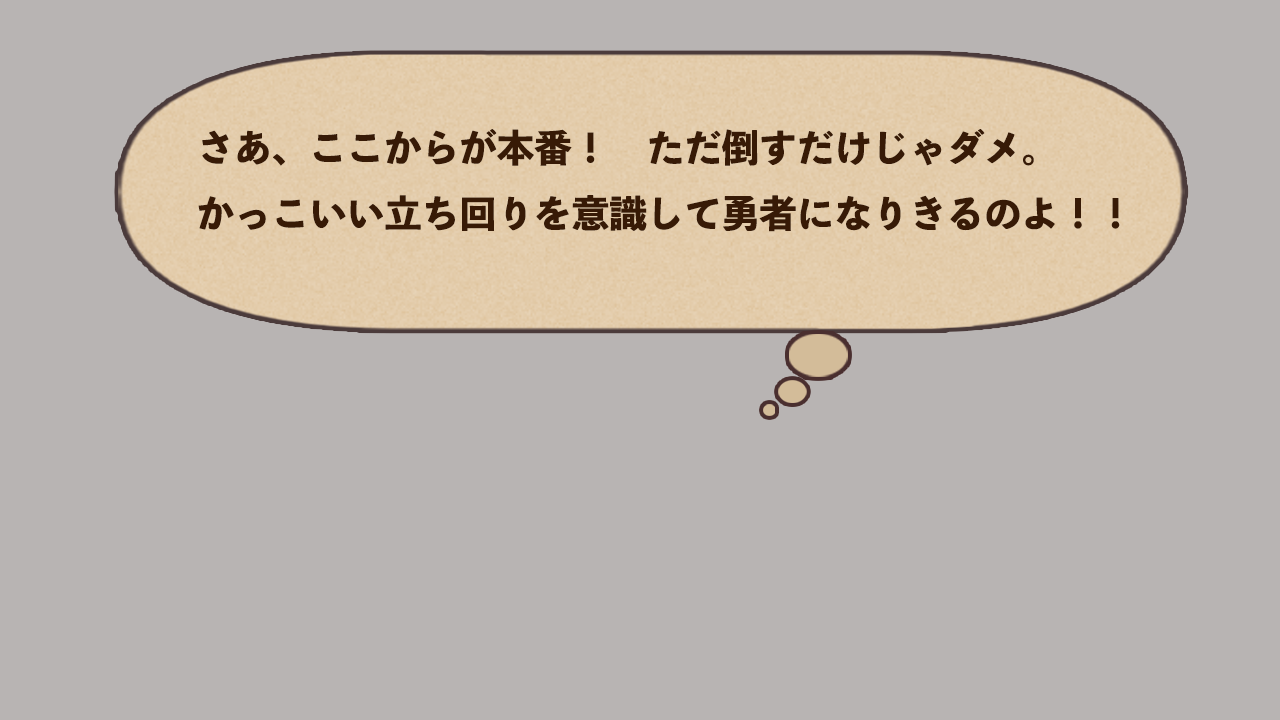 さあ、ここからが本番！　ただ倒すだけじゃダメ。
かっこいい立ち回りを意識して勇者になりきるのよ！！